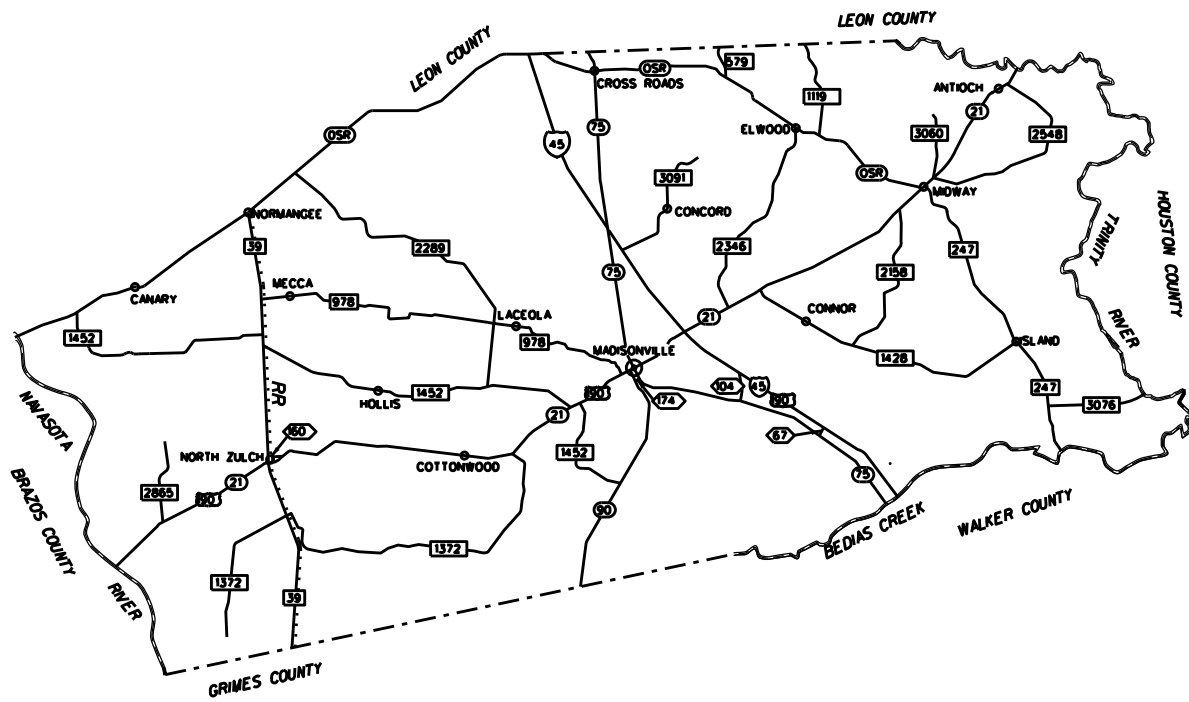 LEON COUNTY
LEON COUNTY
579
OSR
CROSS ROADS
ANTIOCH
1119
21
75
ELWOOD
3060
2548
OSR
45
OSR
3091
MIDWAY
CONCORD
NORMANGEE
HOUSTON COUNTY
TRINITY
39
2289
2346
247
75
2158
MECCA
CANARY
978
CONNOR
LACEOLA
21
RIVER
1452
978
MADISONVILLE
ISLAND
1428
RR
1452
HOLLIS
190
104
45
190
174
247
3076
NAVASOTA
21
160
67
1452
NORTH ZULCH
COTTONWOOD
75
21
2865
190
90
BRAZOS COUNTY
BEDIAS CREEK
WALKER COUNTY
1372
1372
39
RIVER
GRIMES COUNTY